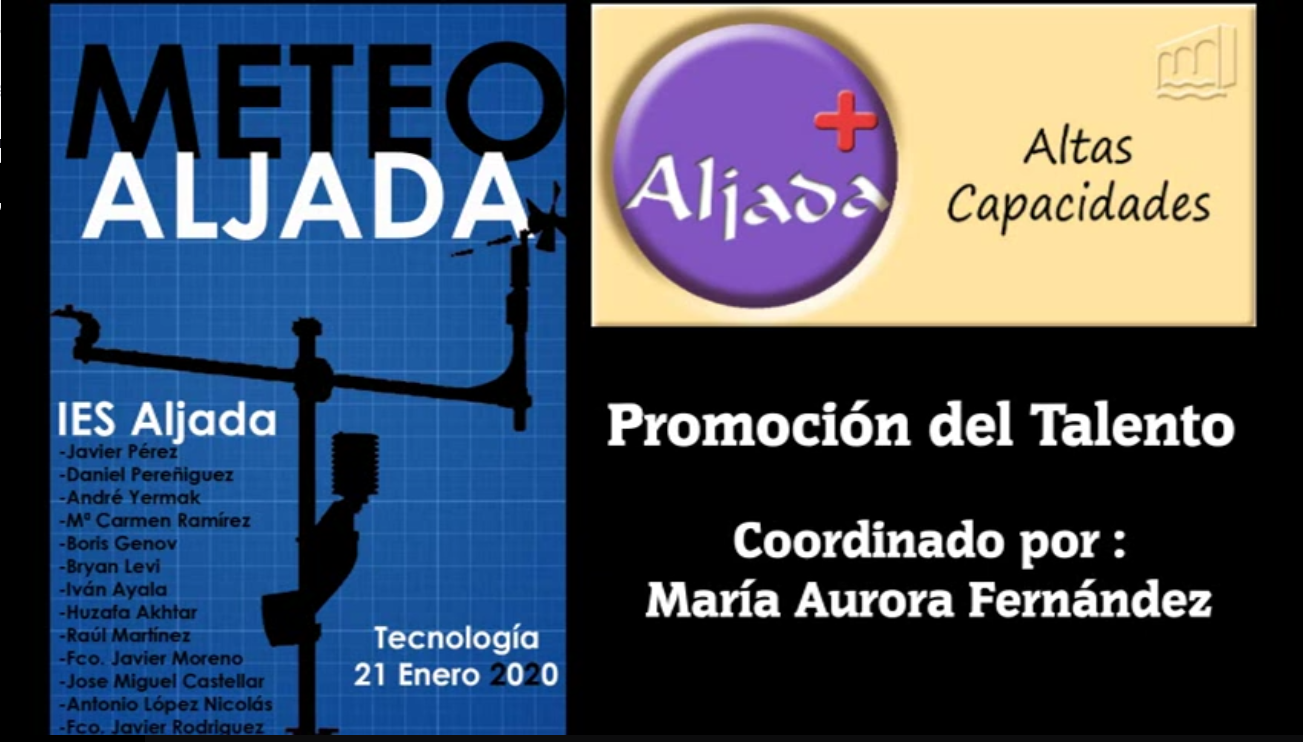 METEO
ALJADA
IES Aljada
-Javier Pérez
-Daniel Pereñiguez
-André Yermak
-Mª Carmen Ramírez
-Boris Genov
-Bryan Levi
-Iván Ayala
-Huzafa Akhtar
-Raúl Martínez
-Fco. Javier Moreno
-Jose Miguel Castellar
-Antonio López Nicolás
-Fco. Javier Rodriguez
Tecnología
21 Enero 2020
Aljada
Altas
Capacidades
Promoción del Talento
Coordinado por :
María Aurora Fernández